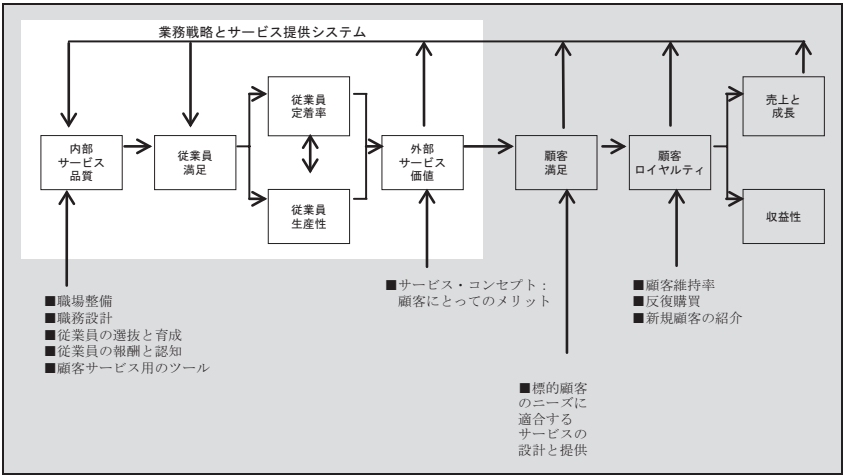 業務戦略とサービス提供システム
従業員
定着率
売上と
成長
内部
サービス
品質
従業員
満足
外部
サービス
価値
顧客
満足
顧客
ロイヤルティ
従業員
生産性
収益性
■職場整備
■職務設計
■従業員の選抜と育成
■従業員の報酬と認知
■顧客サービス用のツール
■サービス・コンセプト：
顧客にとってのメリット
■顧客維持率
■反復購買
■新規顧客の紹介
■標的顧客
のニーズに
適合する
サービスの
設計と提供